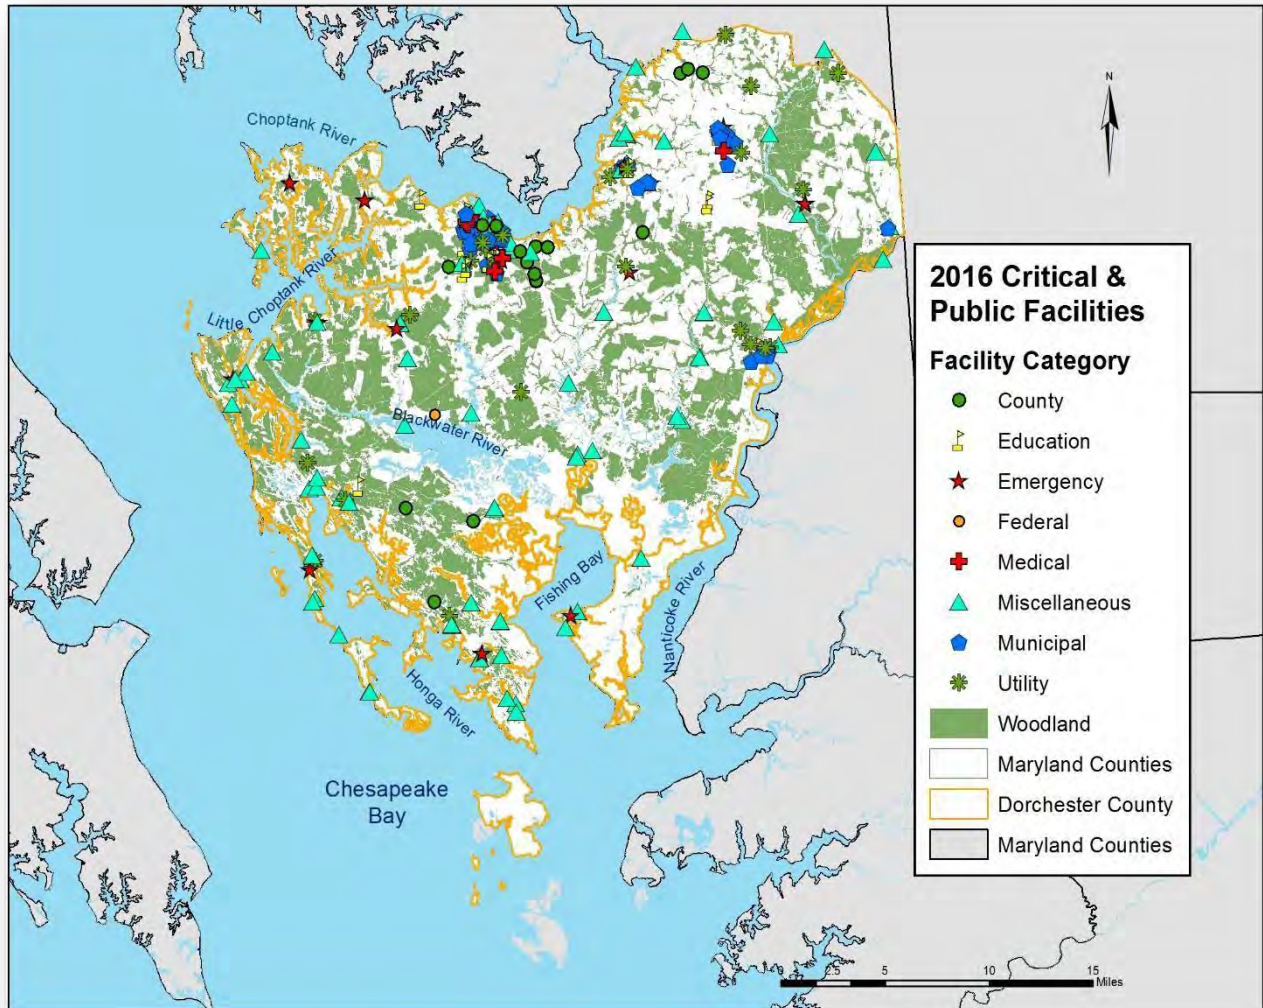 N
Choptank River
Little Choptank River
Blackwater River
Fishing Bay
Nanticoke River
Honga River
Chesapeake
Bay
2016 Critical &
Public Facilities
Facility Category
County
Education
Emergency
Federal
Medical
Miscellaneous
Municipal
Utility
Woodland
Maryland Counties
Dorchester County
Maryland Counties
0 2.5 5 10 15
Miles